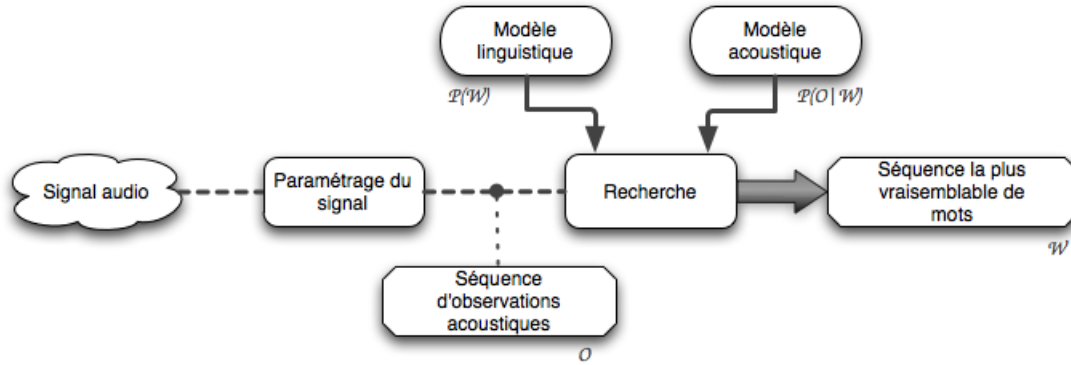 Modèle
linguistique
Modèle
acoustique
P(W)
P(O|W)
Signal audio
Paramétrage du
signal
Recherche
Séquence la plus
vraisemblable de
mots
W
Séquence
d'observations
acoustiques
O